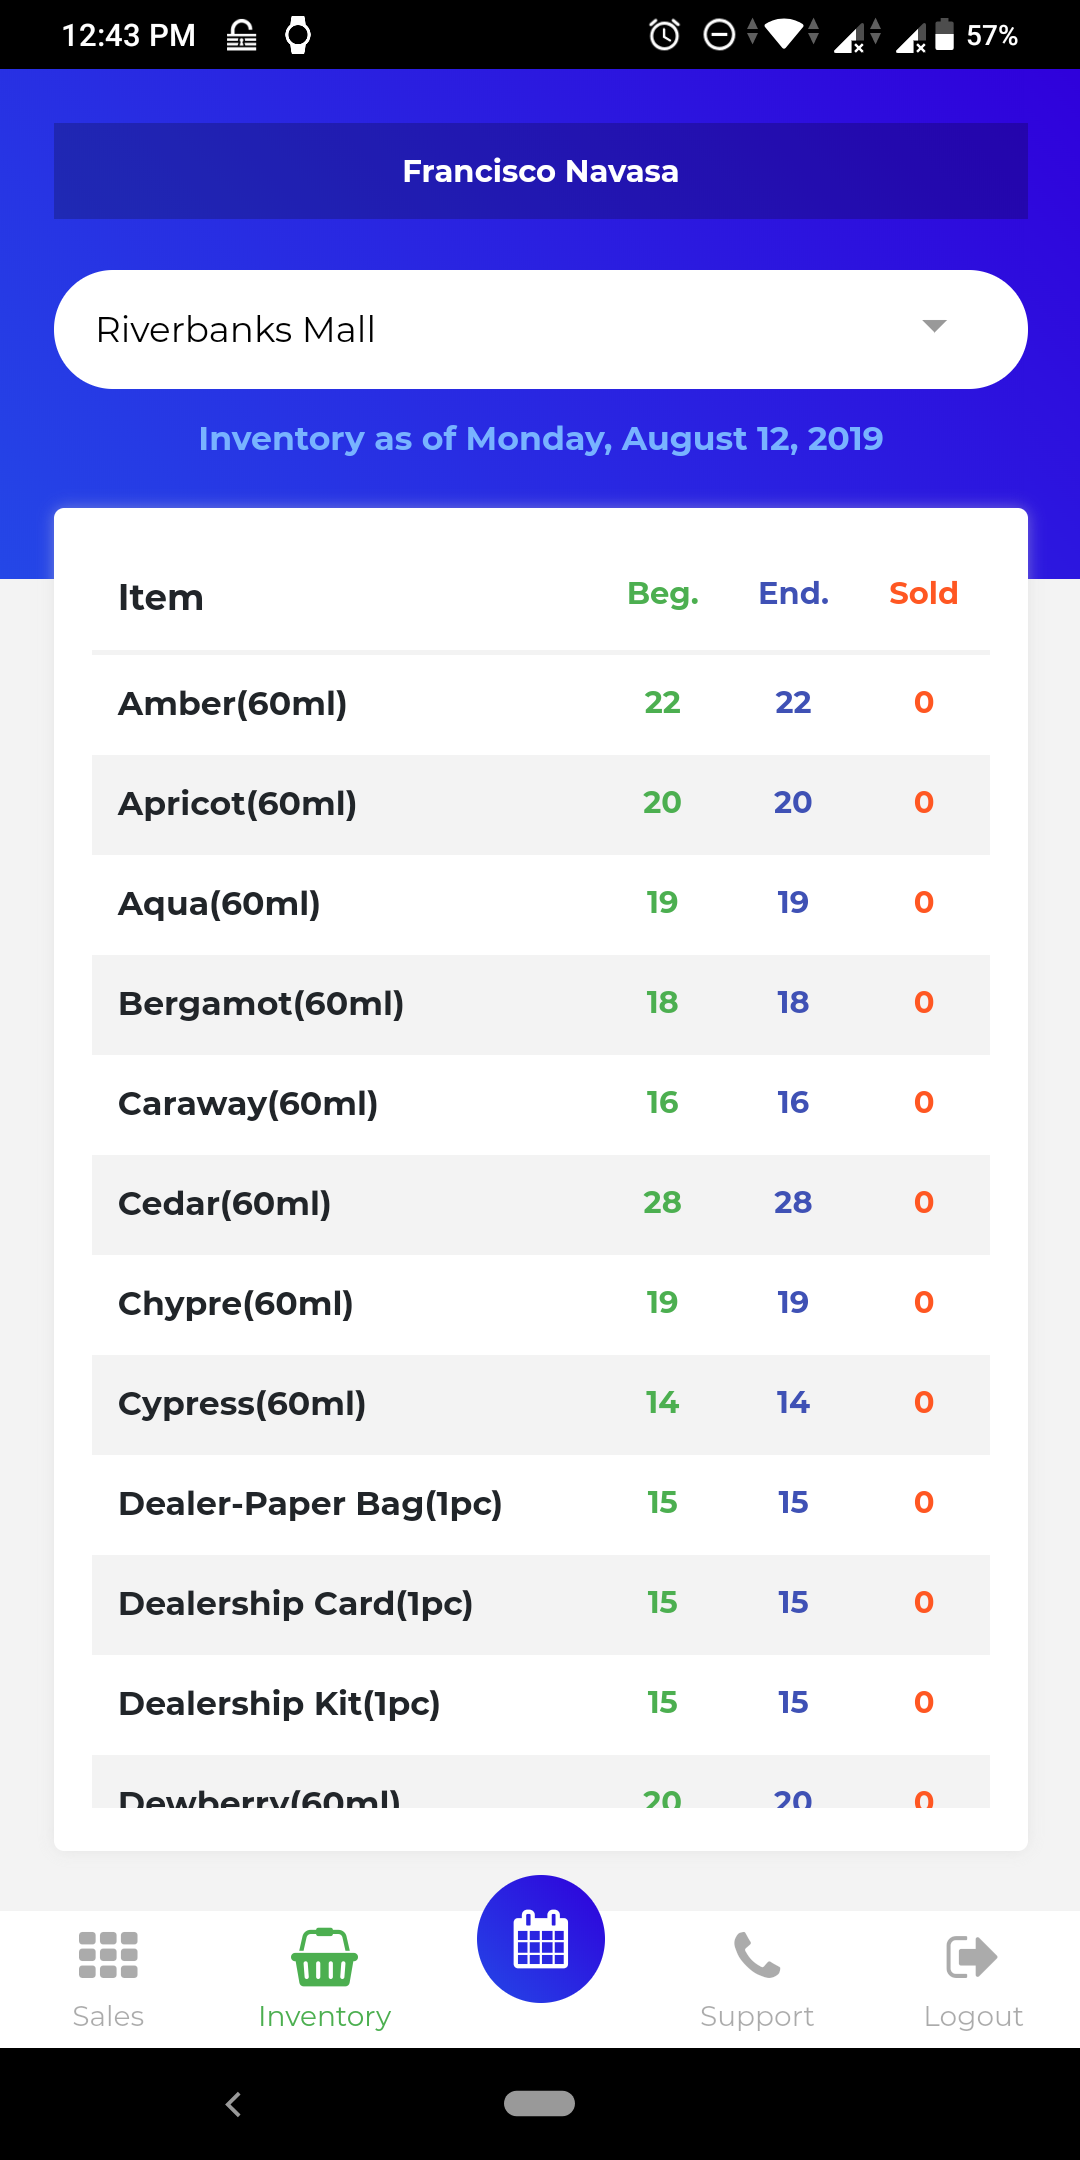 12:43 PM 57%
Francisco Navasa
Riverbanks Mall
Inventory as of Monday, August 12, 2019
Item Beg. End. Sold
Amber(60ml) 22 22 0
Apricot(60ml) 20 20 0
Aqua(60ml) 19 19 0
Bergamot(60ml) 18 18 0
Caraway(60ml) 16 16 0
Cedar(60ml) 28 28 0
Chypre(60ml) 19 19 0
Cypress(60ml) 14 14 0
Dealer-Paper Bag(1pc) 15 15 0
Dealership Card(1pc) 15 15 0
Dealership Kit(1pc) 15 15 0
Dewberry(60ml) 20 20 0
Sales Inventory Support Logout